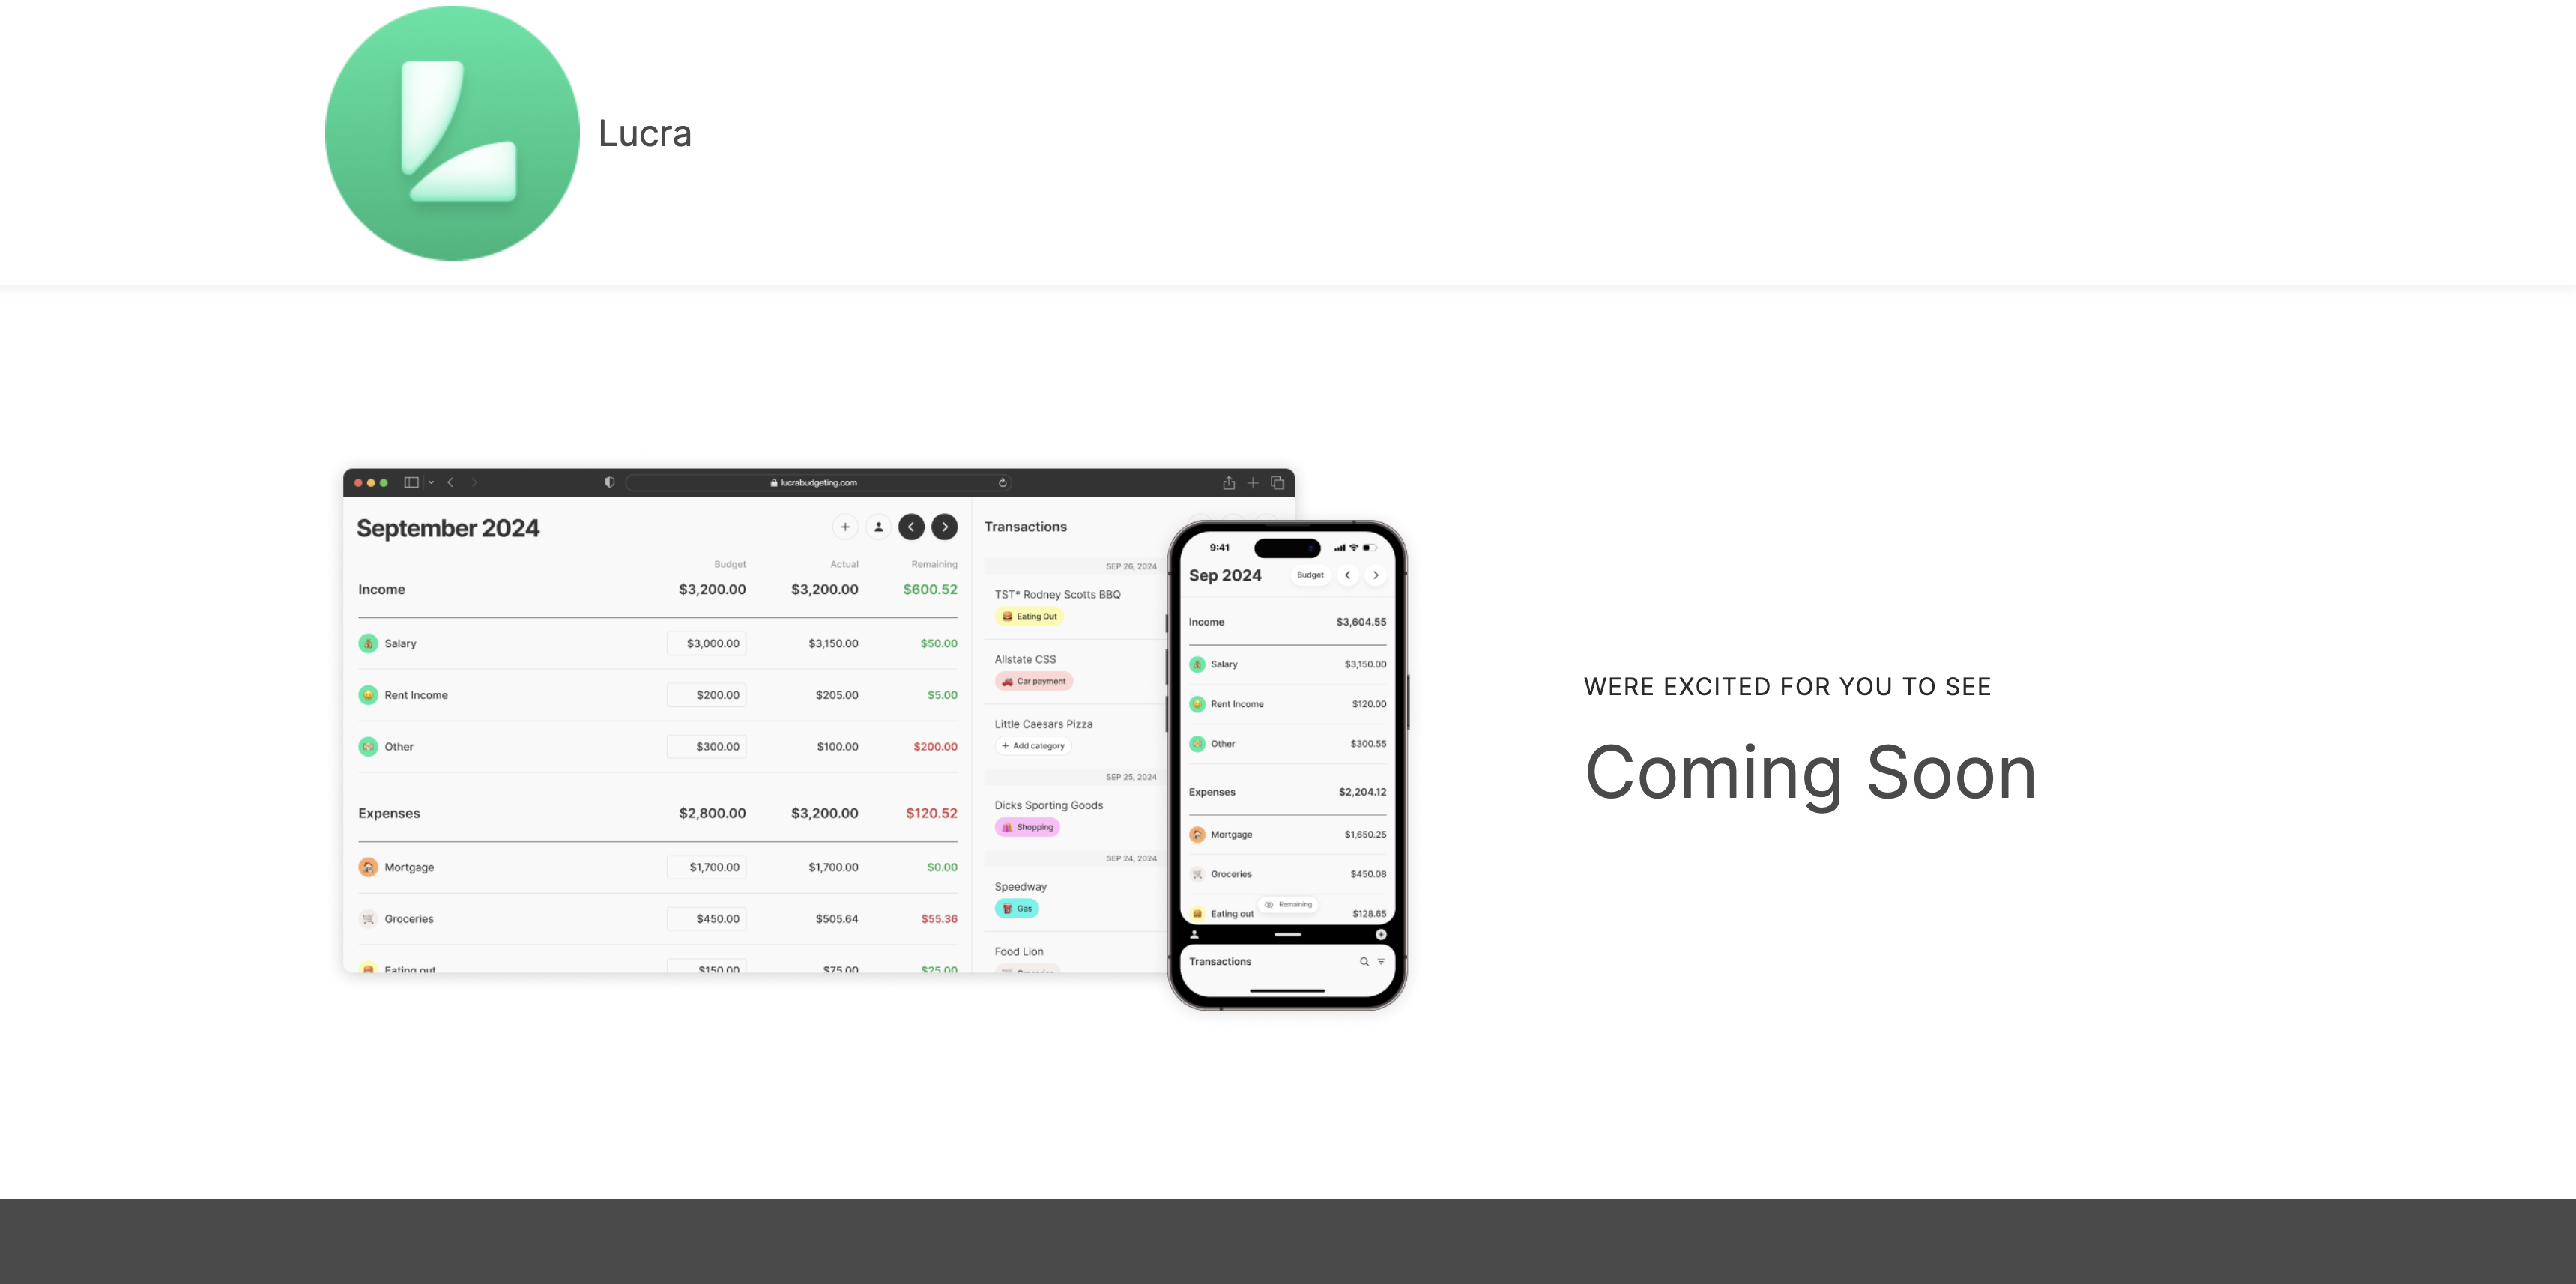 Lucra
lucrabudgeting.com
September 2024
Budget Actual Remaining
Income $3,200.00 $3,200.00 $600.52
Salary $3,000.00 $3,150.00 $50.00
Rent Income $200.00 $205.00 $5.00
Other $300.00 $100.00 $200.00
Expenses $2,800.00 $3,200.00 $120.52
Mortgage $1,700.00 $1,700.00 $0.00
Groceries $450.00 $505.64 $55.36
Eating out $150.00 $75.00 $25.00
Transactions
SEP 26, 2024
TST* Rodney Scotts BBQ
Eating Out
Allstate CSS
Car payment
Little Caesars Pizza
+ Add category
SEP 25, 2024
Dicks Sporting Goods
Shopping
SEP 24, 2024
Speedway
Gas
Food Lion
Groceries
9:41
Sep 2024 Budget
Income $3,604.55
Salary $3,150.00
Rent Income $120.00
Other $300.55
Expenses $2,204.12
Mortgage $1,650.25
Groceries $450.08
Remaining
Eating out $128.65
Transactions
WERE EXCITED FOR YOU TO SEE
Coming Soon